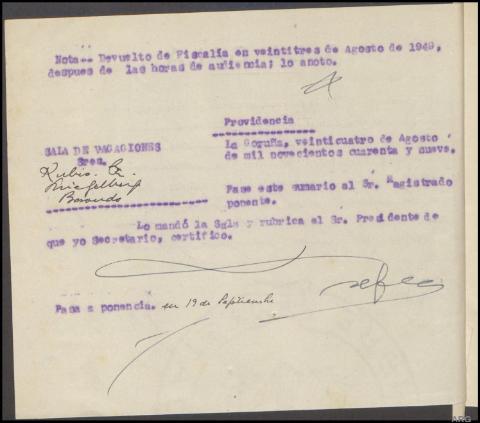 Nota.- Devuelto de Fiscalía en veintitres de Agosto de 1949,
despues de las horas de audiencia; lo anoto.
Providencia
SALA DE VACACIONES
Sres.
Rubio
Barando
La Coruña, veinticuatro de Agosto
de mil novecientos cuarenta y nueve.
Pase este sumario al Sr. Magistrado
ponente.
Lo mandó la Sala y rubrica el Sr. Presidente de
que yo Secretario, certifico.
Pasa a ponencia. en 19 de Septiembre
ARG